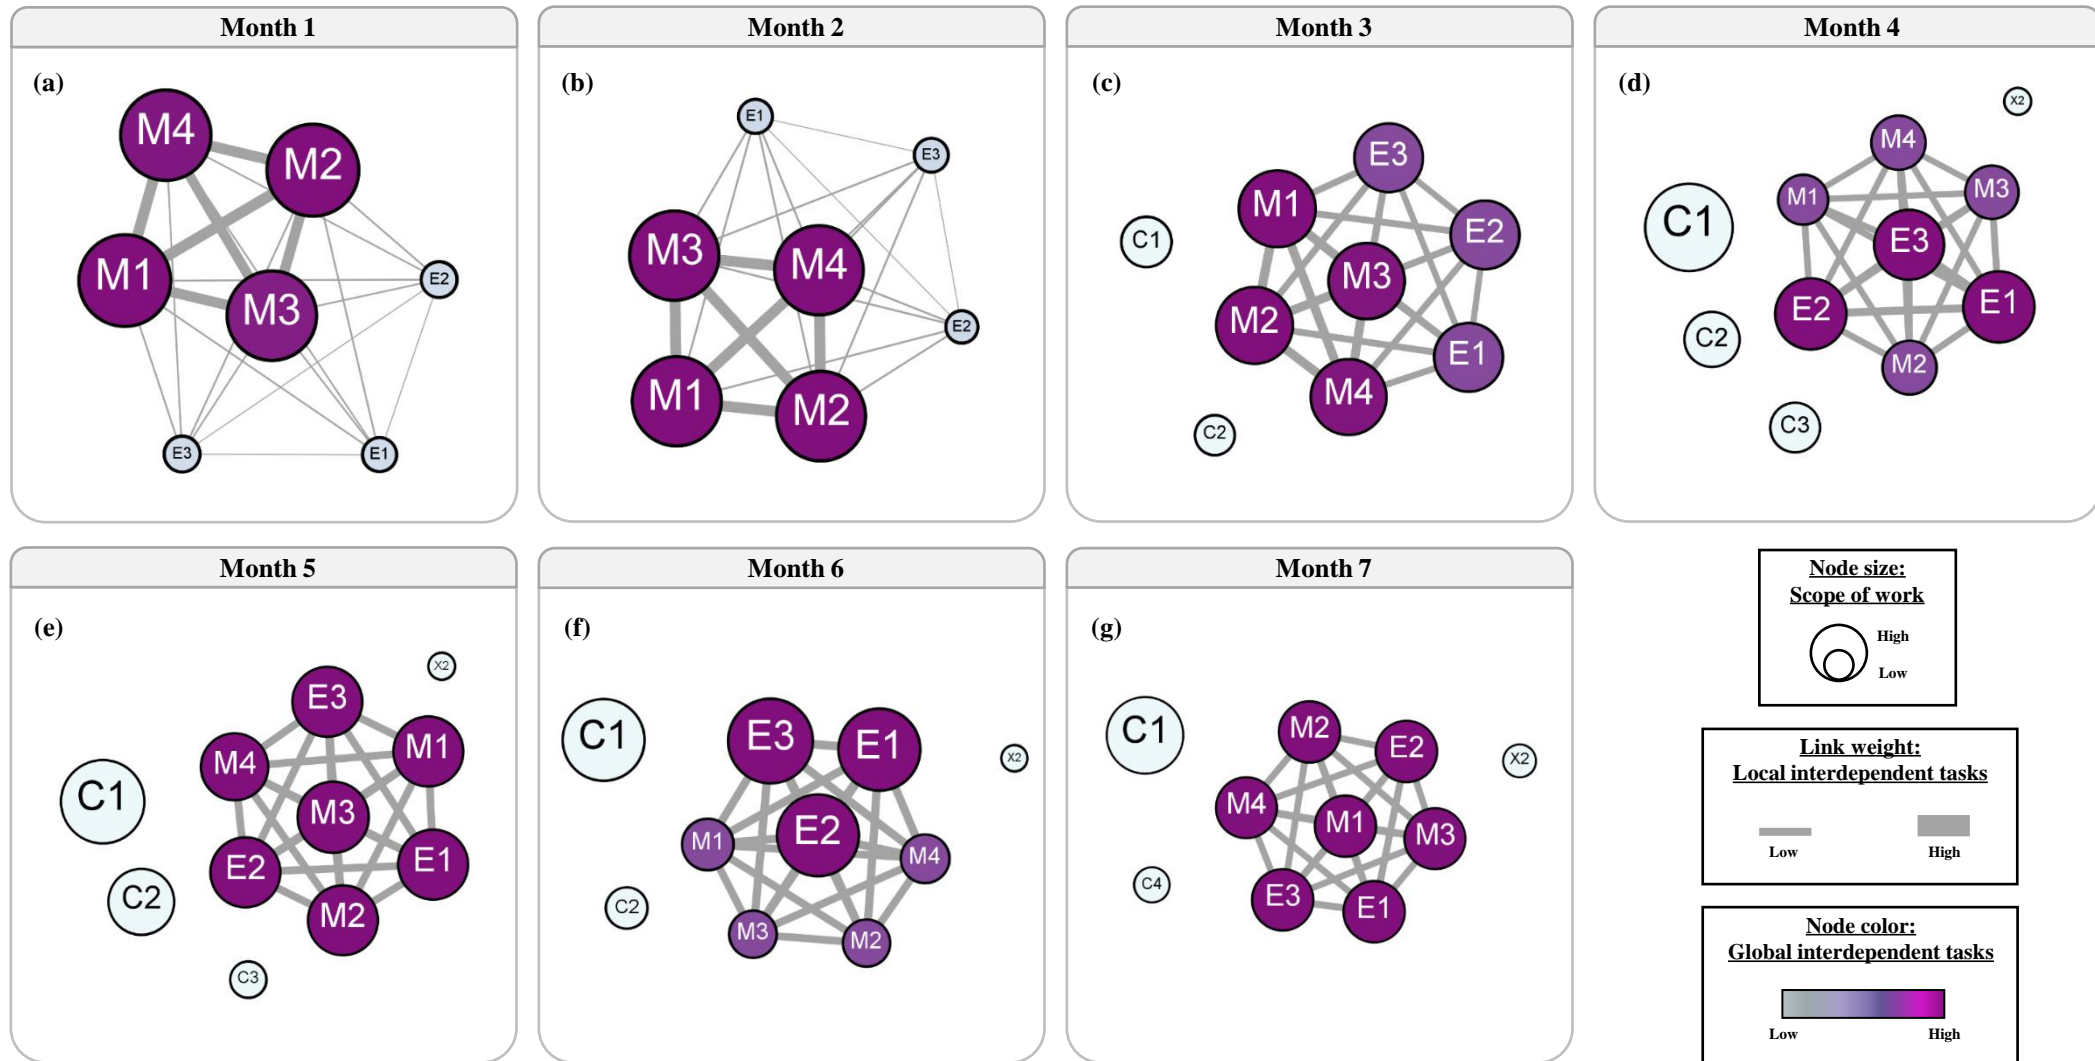 Month 1
(a)
M4
M2
M1
M3
E2
E3
E1
Month 2
(b)
E1
E3
M3
M4
E2
M1
M2
Month 3
(c)
E3
M1
E2
C1
M3
M2
E1
M4
C2
Month 4
(d)
X2
M4
M3
M1
C1
E3
E2
E1
C2
M2
C3
Month 5
(e)
X2
E3
M1
M4
C1
M3
E2
E1
C2
M2
C3
Month 6
(f)
C1
E3
E1
X2
E2
M1
M4
C2
M3
M2
Month 7
(g)
C1
M2
E2
X2
M4
M1
M3
C4
E3
E1
Node size:
Scope of work
High
Low
Link weight:
Local interdependent tasks
Low High
Node color:
Global interdependent tasks
Low High